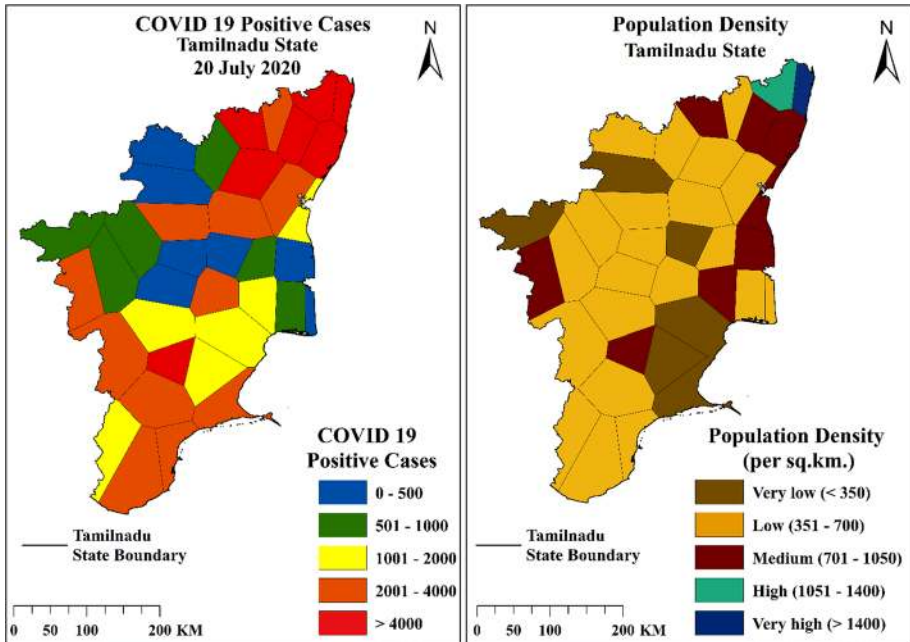 COVID 19 Positive Cases
Tamilnadu State
20 July 2020
N
COVID 19
Positive Cases
0 - 500
501 - 1000
1001 - 2000
2001 - 4000
> 4000
Tamilnadu
State Boundary
0 50 100 200 KM
Population Density
Tamilnadu State
N
Population Density
(per sq.km.)
Very low (< 350)
Low (351 - 700)
Medium (701 - 1050)
High (1051 - 1400)
Very high (> 1400)
Tamilnadu
State Boundary
0 50 100 200 KM